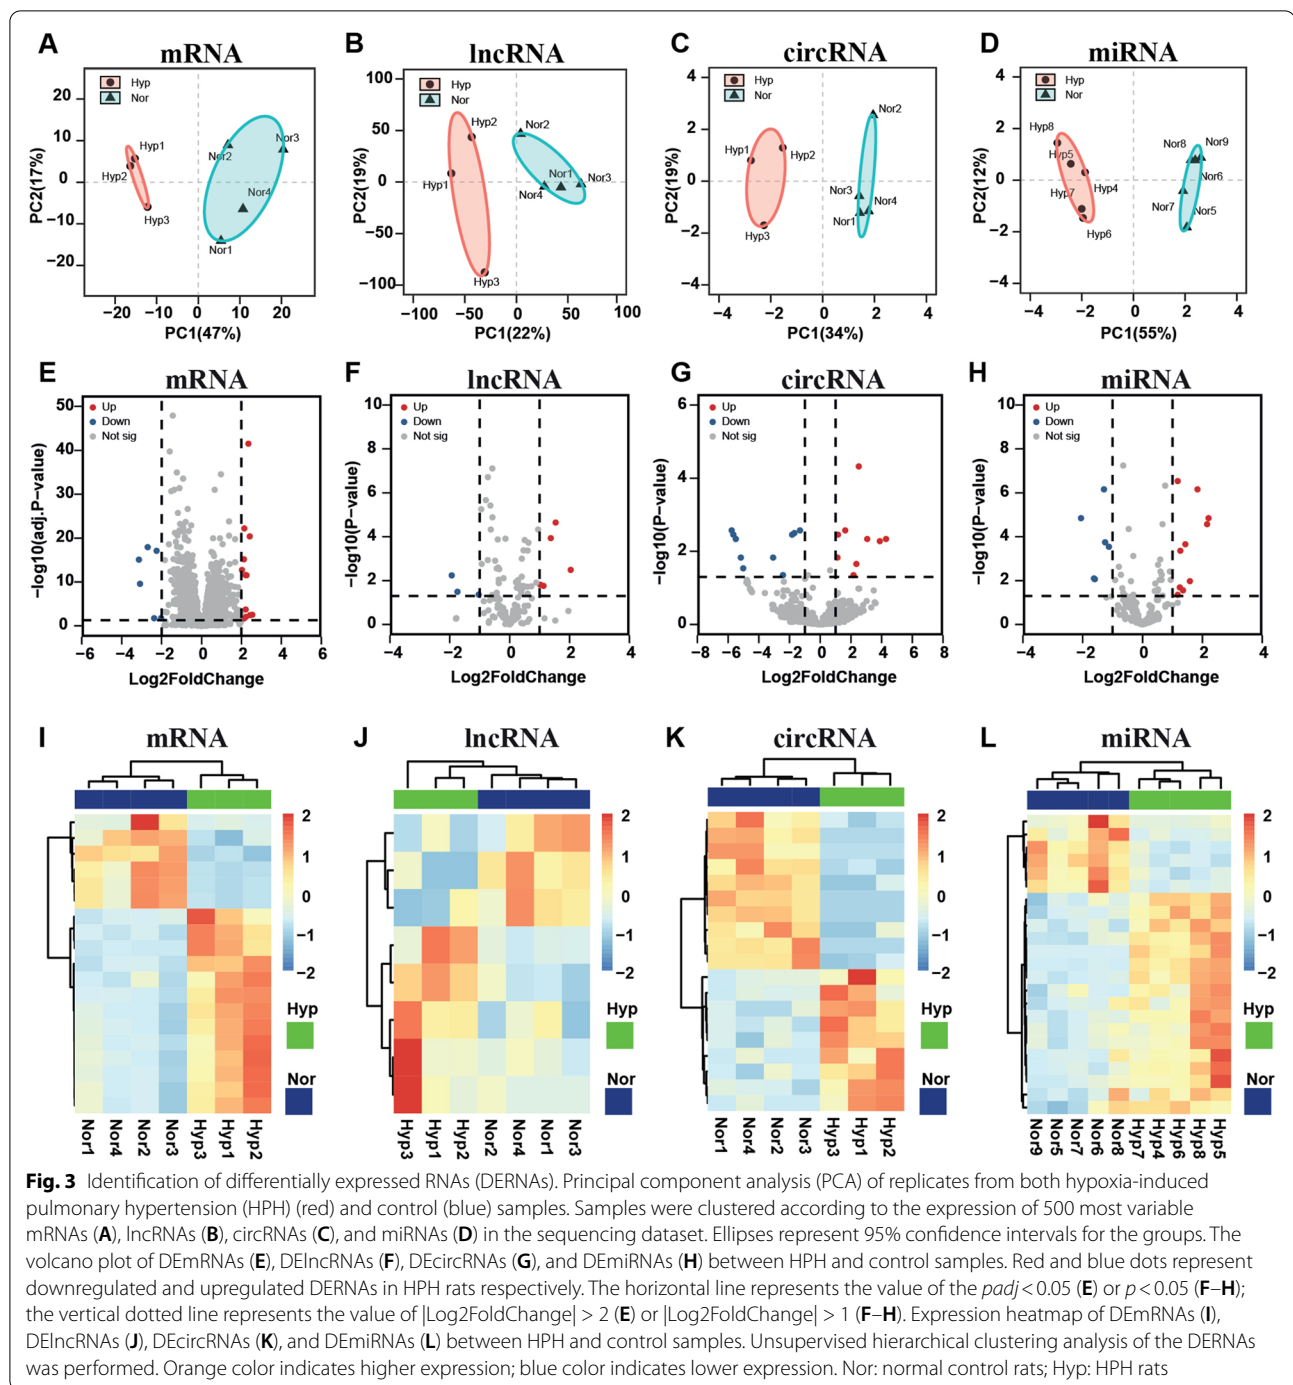 A mRNA
B lncRNA
C circRNA
D miRNA
Hyp
Nor
20
10
0
−10
−20
PC2(17%)
Hyp1
Hyp2
Hyp3
Nor2
Nor3
Nor4
Nor1
−20 −10 0 10 20
PC1(47%)
Hyp
Nor
100
50
0
−50
−100
PC2(19%)
Hyp2
Hyp1
Hyp3
Nor2
Nor1
Nor3
Nor4
−100 −50 0 50 100
PC1(22%)
Hyp
Nor
4
2
0
−2
−4
PC2(19%)
Hyp1
Hyp2
Hyp3
Nor2
Nor3
Nor4
Nor1
−4 −2 0 2 4
PC1(34%)
Hyp
Nor
4
2
0
−2
−4
PC2(12%)
Hyp8
Hyp5
Hyp4
Hyp7
Hyp6
Nor8
Nor9
Nor6
Nor7
Nor5
−4 −2 0 2 4
PC1(55%)
E mRNA
F lncRNA
G circRNA
H miRNA
Up
Down
Not sig
50
40
30
20
10
0
−log10(adj.P−value)
−6 −4 −2 0 2 4 6
Log2FoldChange
Up
Down
Not sig
10
8
6
4
2
0
−log10(P−value)
−4 −2 0 2 4
Log2FoldChange
Up
Down
Not sig
6
4
2
0
−log10(P−value)
−8 −6 −4 −2 0 2 4 6 8
Log2FoldChange
Up
Down
Not sig
10
8
6
4
2
0
−log10(P−value)
−4 −2 0 2 4
Log2FoldChange
I mRNA
J lncRNA
K circRNA
L miRNA
2
1
0
−1
−2
Hyp
Nor
Nor1 Nor4 Nor2 Nor3 Hyp3 Hyp1 Hyp2
2
1
0
−1
−2
Hyp
Nor
Hyp3 Hyp1 Hyp2 Nor2 Nor4 Nor1 Nor3
2
1
0
−1
−2
Hyp
Nor
Nor1 Nor4 Nor2 Nor3 Hyp3 Hyp1 Hyp2
2
1
0
−1
−2
Hyp
Nor
Nor9 Nor5 Nor7 Nor6 Nor8 Hyp7 Hyp4 Hyp6 Hyp8 Hyp5
Fig. 3 Identification of differentially expressed RNAs (DERNAs). Principal component analysis (PCA) of replicates from both hypoxia-induced
pulmonary hypertension (HPH) (red) and control (blue) samples. Samples were clustered according to the expression of 500 most variable
mRNAs (A), lncRNAs (B), circRNAs (C), and miRNAs (D) in the sequencing dataset. Ellipses represent 95% confidence intervals for the groups. The
volcano plot of DEmRNAs (E), DElncRNAs (F), DEcircRNAs (G), and DEmiRNAs (H) between HPH and control samples. Red and blue dots represent
downregulated and upregulated DERNAs in HPH rats respectively. The horizontal line represents the value of the padj < 0.05 (E) or p < 0.05 (F–H);
the vertical dotted line represents the value of |Log2FoldChange| > 2 (E) or |Log2FoldChange| > 1 (F–H). Expression heatmap of DEmRNAs (I),
DElncRNAs (J), DEcircRNAs (K), and DEmiRNAs (L) between HPH and control samples. Unsupervised hierarchical clustering analysis of the DERNAs
was performed. Orange color indicates higher expression; blue color indicates lower expression. Nor: normal control rats; Hyp: HPH rats